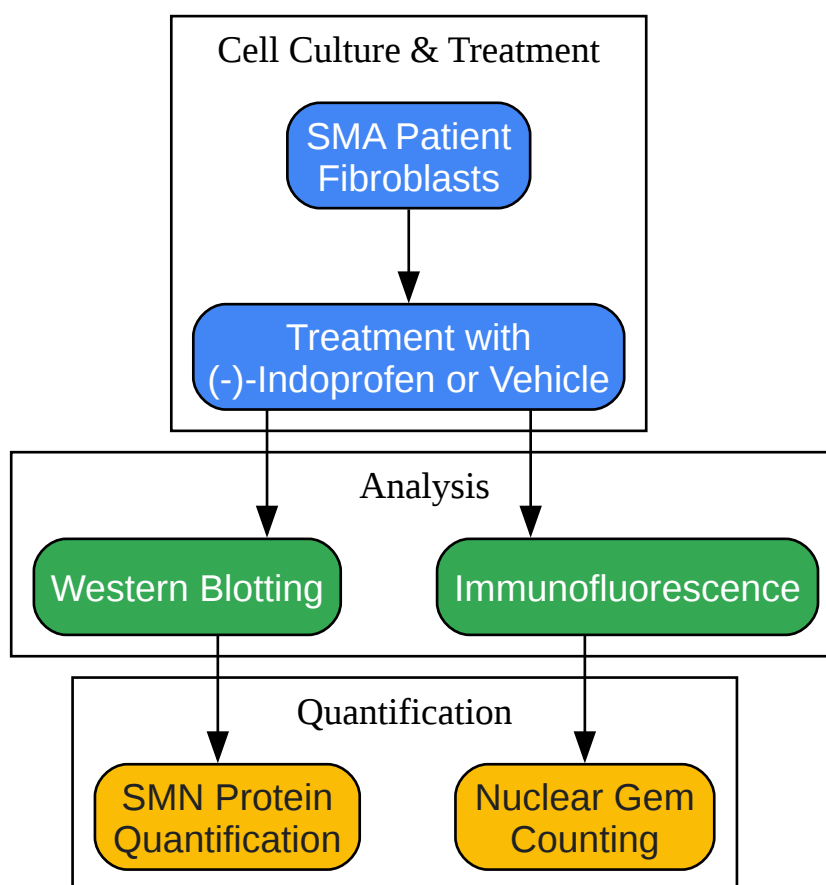 Cell Culture & Treatment
SMA Patient
Fibroblasts
Treatment with
(-)-Indoprofen or Vehicle
Analysis
Western Blotting
Immunofluorescence
Quantification
SMN Protein
Quantification
Nuclear Gem
Counting